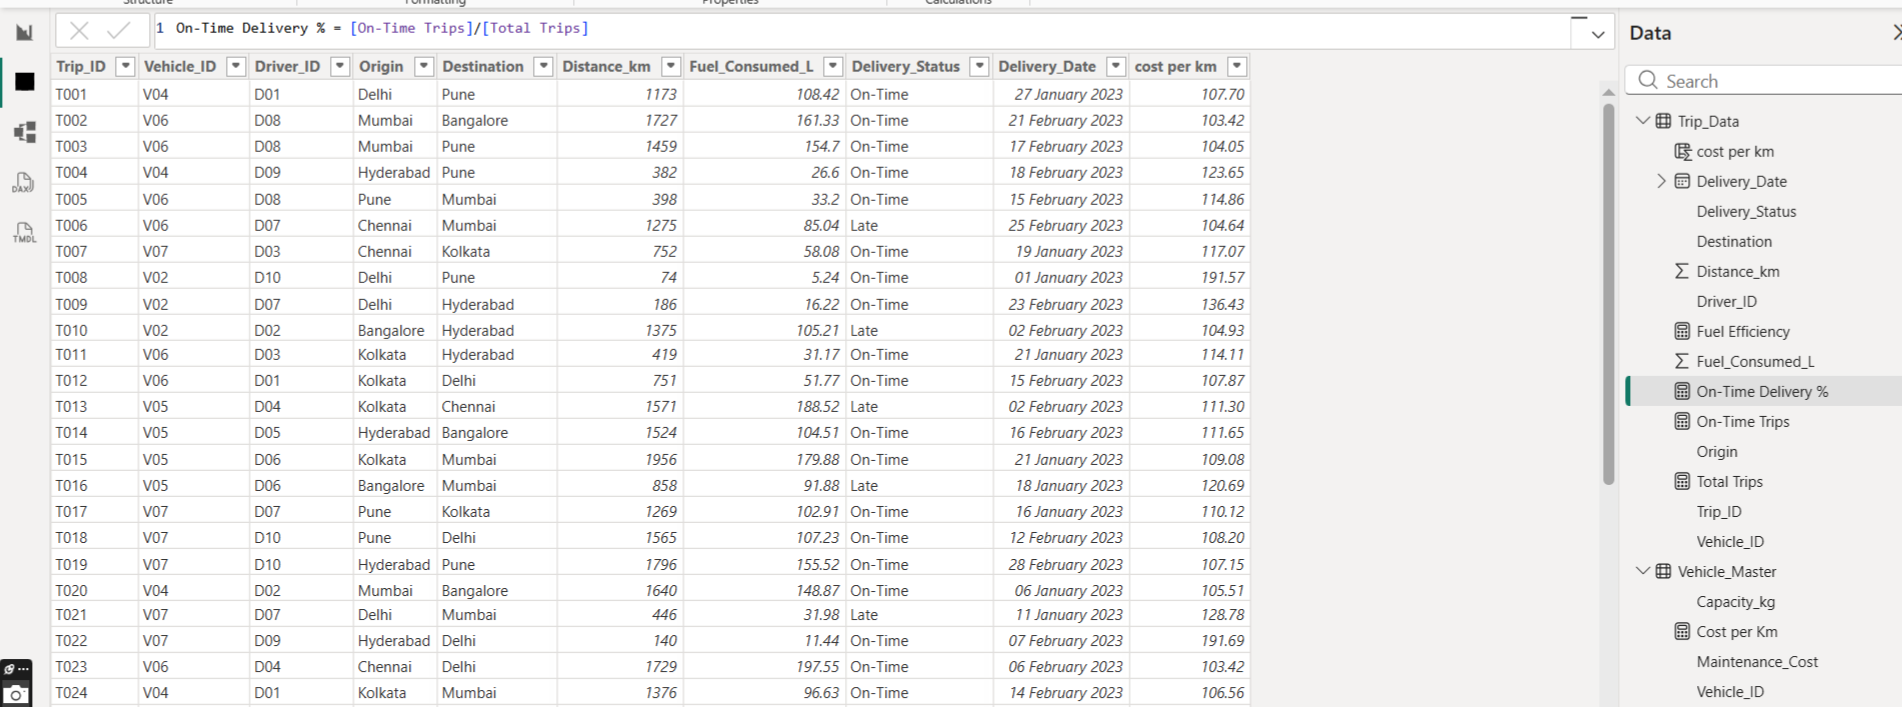 Structure Formatting Properties Calculations
1 On-Time Delivery % = [On-Time Trips]/[Total Trips]
Trip_ID Vehicle_ID Driver_ID Origin Destination Distance_km Fuel_Consumed_L Delivery_Status Delivery_Date cost per km
T001 V04 D01 Delhi Pune 1173 108.42 On-Time 27 January 2023 107.70
T002 V06 D08 Mumbai Bangalore 1727 161.33 On-Time 21 February 2023 103.42
T003 V06 D08 Mumbai Pune 1459 154.7 On-Time 17 February 2023 104.05
T004 V04 D09 Hyderabad Pune 382 26.6 On-Time 18 February 2023 123.65
T005 V06 D08 Pune Mumbai 398 33.2 On-Time 15 February 2023 114.86
T006 V06 D07 Chennai Mumbai 1275 85.04 Late 25 February 2023 104.64
T007 V07 D03 Chennai Kolkata 752 58.08 On-Time 19 January 2023 117.07
T008 V02 D10 Delhi Pune 74 5.24 On-Time 01 January 2023 191.57
T009 V02 D07 Delhi Hyderabad 186 16.22 On-Time 23 February 2023 136.43
T010 V02 D02 Bangalore Hyderabad 1375 105.21 Late 02 February 2023 104.93
T011 V06 D03 Kolkata Hyderabad 419 31.17 On-Time 21 January 2023 114.11
T012 V06 D01 Kolkata Delhi 751 51.77 On-Time 15 February 2023 107.87
T013 V05 D04 Kolkata Chennai 1571 188.52 Late 02 February 2023 111.30
T014 V05 D05 Hyderabad Bangalore 1524 104.51 On-Time 16 February 2023 111.65
T015 V05 D06 Kolkata Mumbai 1956 179.88 On-Time 21 January 2023 109.08
T016 V05 D06 Bangalore Mumbai 858 91.88 Late 18 January 2023 120.69
T017 V07 D07 Pune Kolkata 1269 102.91 On-Time 16 January 2023 110.12
T018 V07 D10 Pune Delhi 1565 107.23 On-Time 12 February 2023 108.20
T019 V07 D10 Hyderabad Pune 1796 155.52 On-Time 28 February 2023 107.15
T020 V04 D02 Mumbai Bangalore 1640 148.87 On-Time 06 January 2023 105.51
T021 V07 D07 Delhi Mumbai 446 31.98 Late 11 January 2023 128.78
T022 V07 D09 Hyderabad Delhi 140 11.44 On-Time 07 February 2023 191.69
T023 V06 D04 Chennai Delhi 1729 197.55 On-Time 06 February 2023 103.42
T024 V04 D01 Kolkata Mumbai 1376 96.63 On-Time 14 February 2023 106.56
DAX
TMDL
Data
Search
Trip_Data
cost per km
Delivery_Date
Delivery_Status
Destination
Distance_km
Driver_ID
Fuel Efficiency
Fuel_Consumed_L
On-Time Delivery %
On-Time Trips
Origin
Total Trips
Trip_ID
Vehicle_ID
Vehicle_Master
Capacity_kg
Cost per Km
Maintenance_Cost
Vehicle_ID